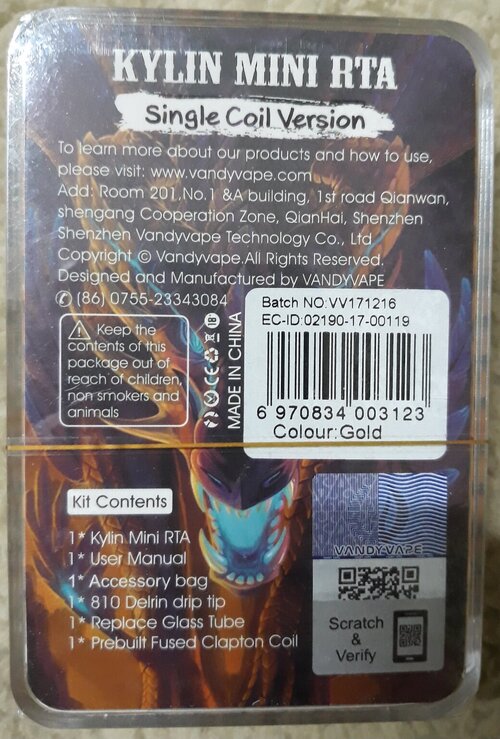 KYLIN MINI RTA
Single Coil Version
To learn more about our products and how to use,
please visit: www.vandyvape.com
Add: Room 201,No.1 &A building, 1st road Qianwan,
shengang Cooperation Zone, QianHai, Shenzhen
Shenzhen Vandyvape Technology Co., Ltd
Copyright © Vandyvape.All Rights Reserved.
Designed and Manufactured by VANDYVAPE
(86) 0755-23343084
Keep the
contents of this
package out of
reach of children,
non smokers and
animals
MADE IN CHINA
Batch NO:VV171216
EC-ID:02190-17-00119
6 970834 003123
Colour:Gold
Kit Contents
1* Kylin Mini RTA
1* User Manual
1* Accessory bag
1* 810 Delrin drip tip
1* Replace Glass Tube
1* Prebuilt Fused Clapton Coil
VANDYVAPE
Scratch
& Verify